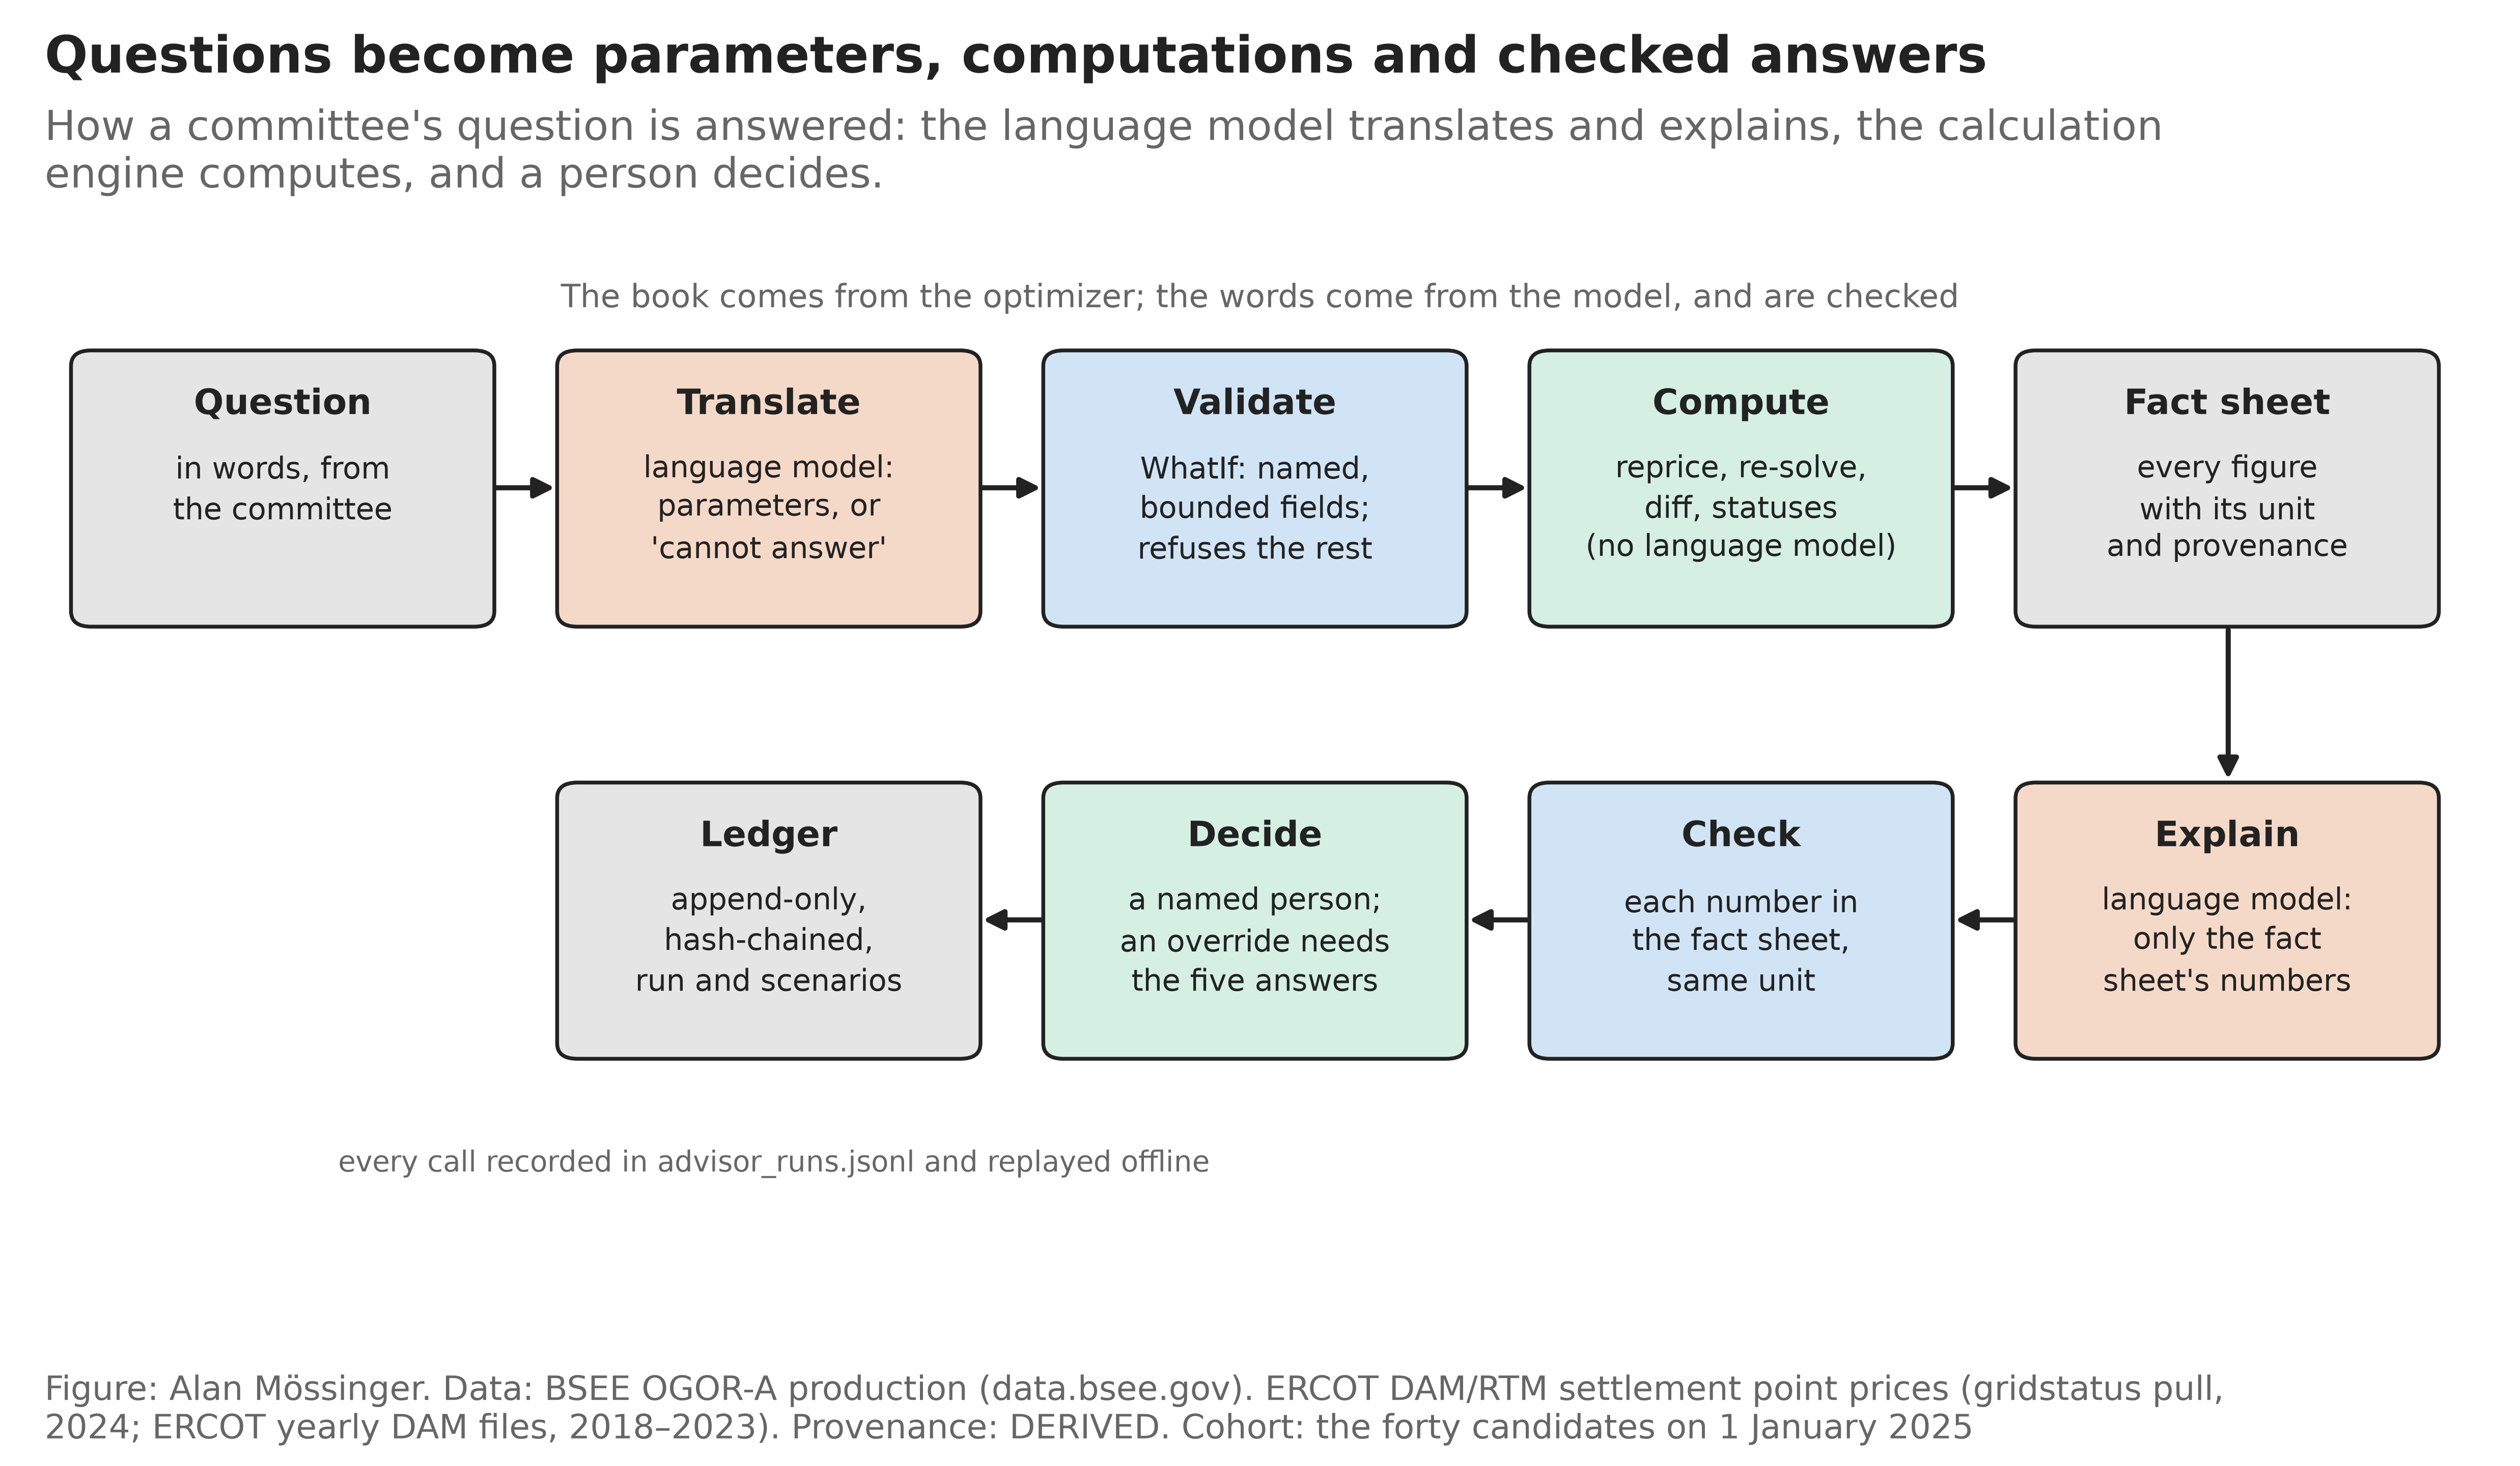 Questions become parameters, computations and checked answers
How a committee's question is answered: the language model translates and explains, the calculation
engine computes, and a person decides.
The book comes from the optimizer; the words come from the model, and are checked
Question
in words, from
the committee
Translate
language model:
parameters, or
'cannot answer'
Validate
WhatIf: named,
bounded fields;
refuses the rest
Compute
reprice, re-solve,
diff, statuses
(no language model)
Fact sheet
every figure
with its unit
and provenance
Explain
language model:
only the fact
sheet's numbers
Check
each number in
the fact sheet,
same unit
Decide
a named person;
an override needs
the five answers
Ledger
append-only,
hash-chained,
run and scenarios
every call recorded in advisor_runs.jsonl and replayed offline
Figure: Alan Mössinger. Data: BSEE OGOR-A production (data.bsee.gov). ERCOT DAM/RTM settlement point prices (gridstatus pull,
2024; ERCOT yearly DAM files, 2018–2023). Provenance: DERIVED. Cohort: the forty candidates on 1 January 2025